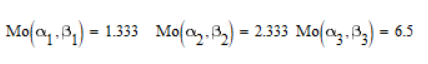 Mo(α₁,β₁) = 1.333 Mo(α₂,β₂) = 2.333 Mo(α₃,β₃) = 6.5